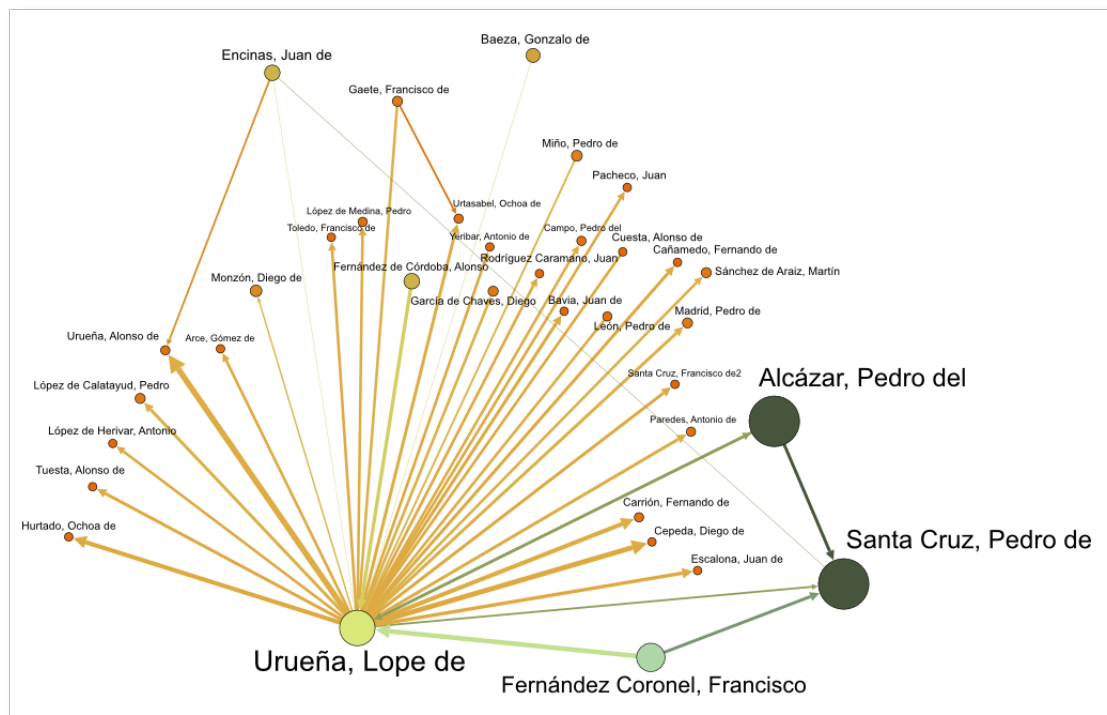 Baeza, Gonzalo de
Encinas, Juan de
Gaete, Francisco de
Miño, Pedro de
Pacheco, Juan
Urtasabel, Ochoa de
López de Medina, Pedro
Toledo, Francisco de
Campo, Pedro del
Yeribar, Antonio de
Cuesta, Alonso de
Cañamedo, Fernando de
Rodríguez Caramano, Juan
Fernández de Córdoba, Alonso
Sánchez de Araiz, Martín
Monzón, Diego de
García de Chaves, Diego
Bavia, Juan de
Madrid, Pedro de
León, Pedro de
Urueña, Alonso de
Arce, Gómez de
Santa Cruz, Francisco de2
Alcázar, Pedro del
López de Calatayud, Pedro
Paredes, Antonio de
López de Herivar, Antonio
Tuesta, Alonso de
Carrión, Fernando de
Hurtado, Ochoa de
Cepeda, Diego de
Santa Cruz, Pedro de
Escalona, Juan de
Urueña, Lope de
Fernández Coronel, Francisco